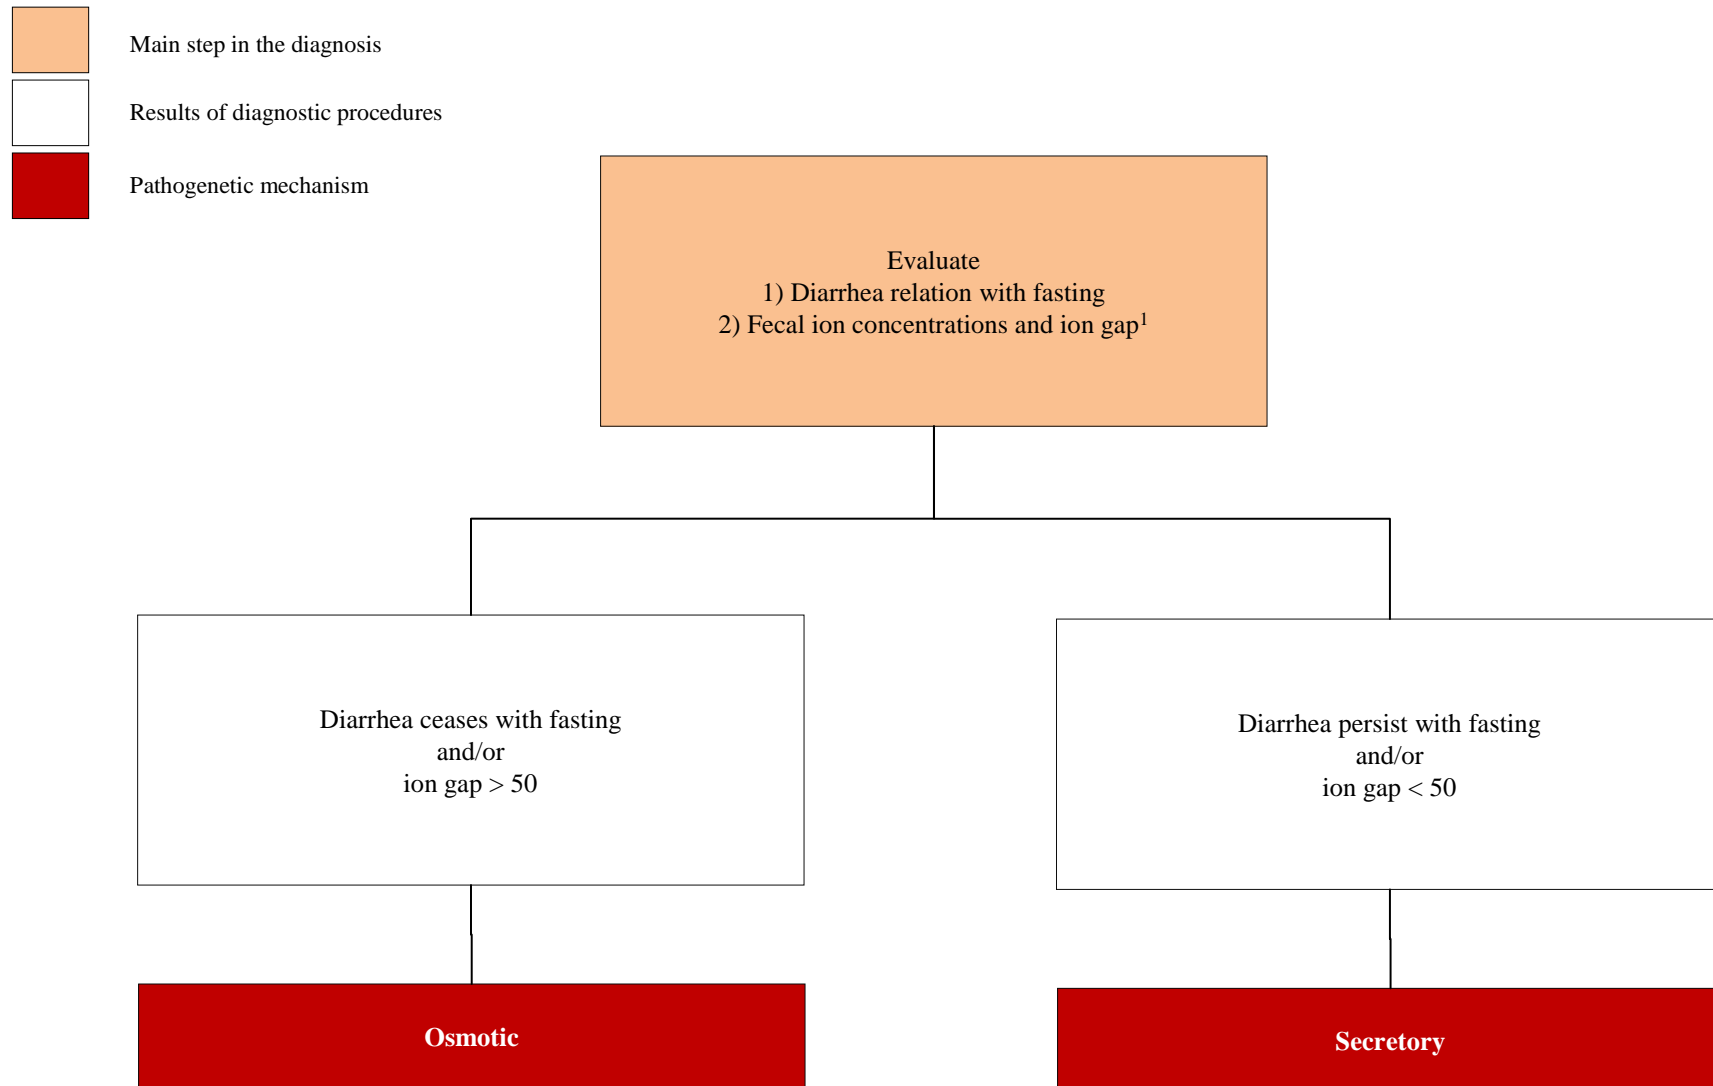 Main step in the diagnosis
Results of diagnostic procedures
Pathogenetic mechanism
Evaluate
1) Diarrhea relation with fasting
2) Fecal ion concentrations and ion gap¹
Diarrhea ceases with fasting
and/or
ion gap > 50
Diarrhea persist with fasting
and/or
ion gap < 50
Osmotic
Secretory